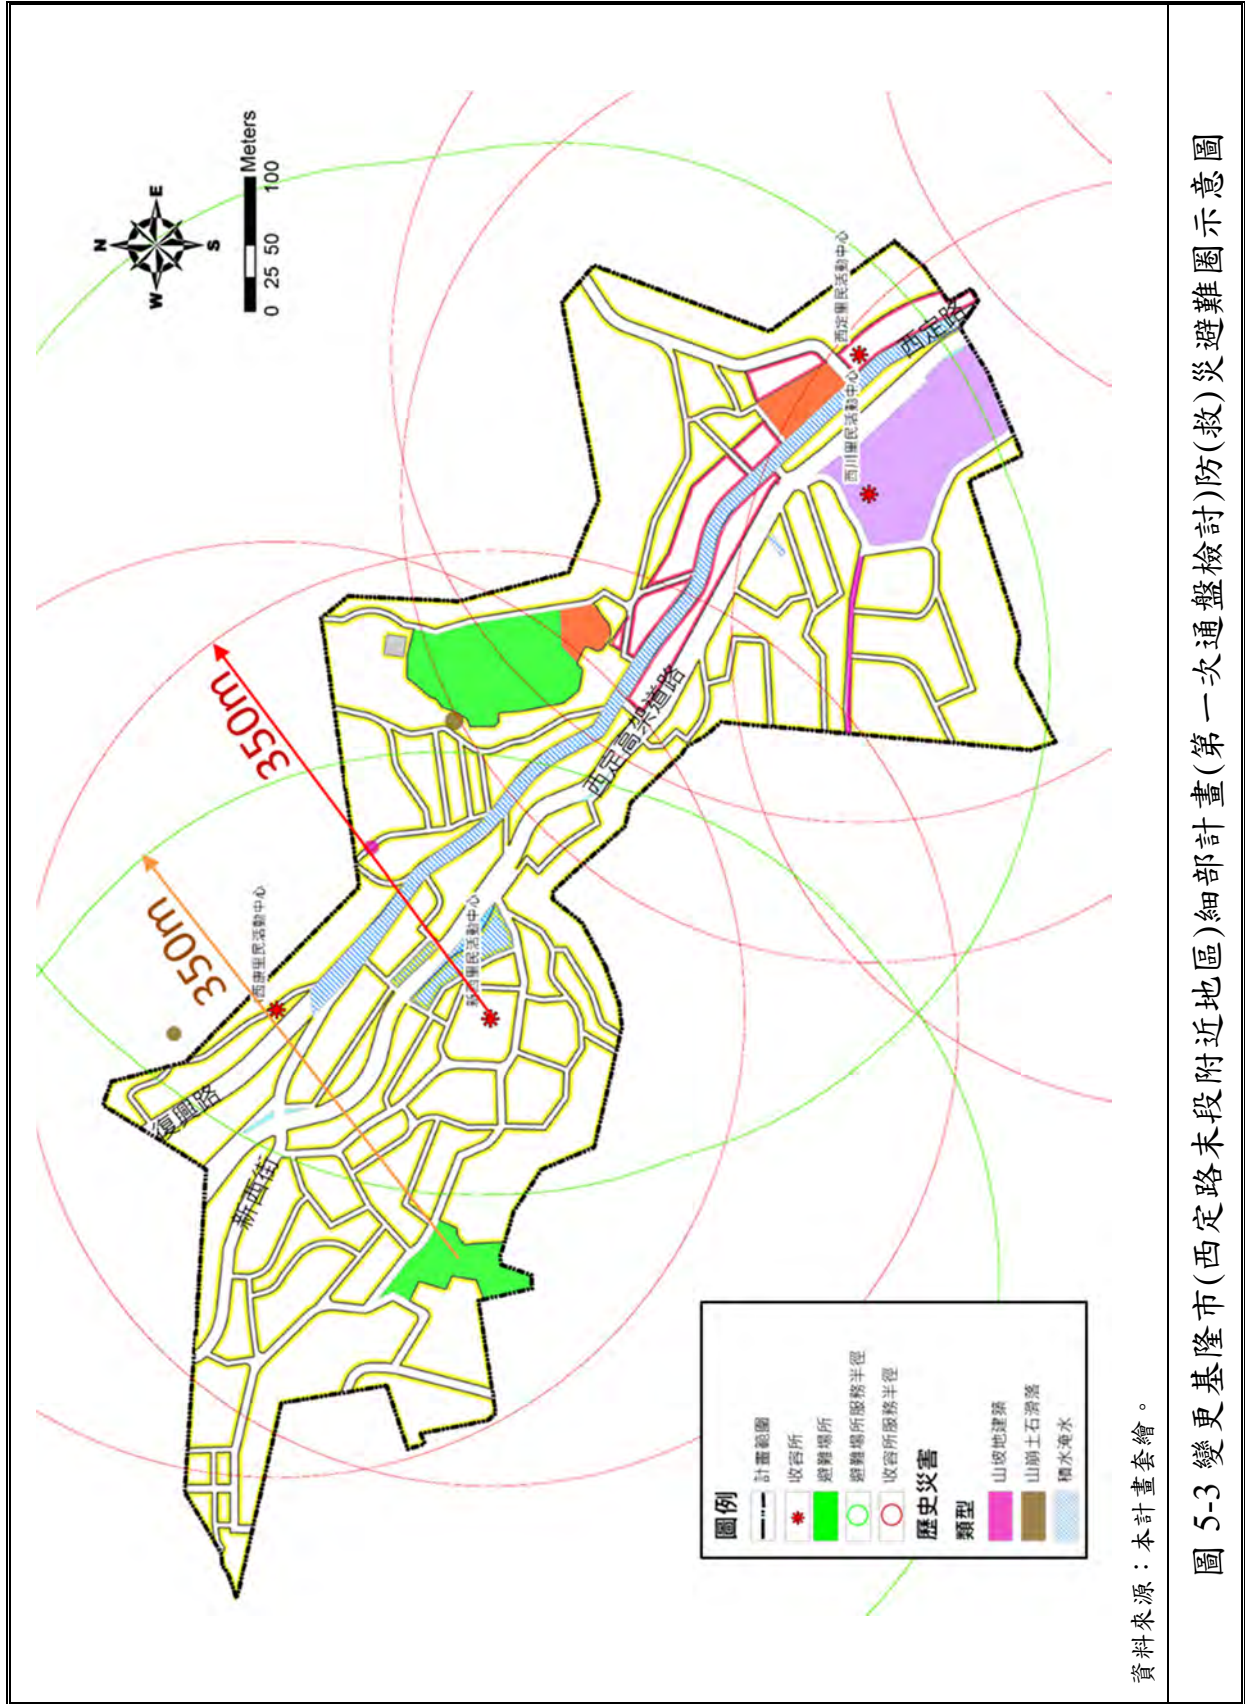 N
W
E
S
0 25 50 100
Meters
350m
350m
西康里民活動中心
新西里民活動中心
西川里民活動中心
西定里民活動中心
復興路
新西街
西定高架道路
西定路
圖例
計畫範圍
收容所
避難場所
避難場所服務半徑
收容所服務半徑
歷史災害
類型
山坡地建築
山崩土石滑落
積水淹水
資料來源：本計畫套繪。
圖 5-3 變更基隆市(西定路末段附近地區)細部計畫(第一次通盤檢討)防(救)災避難圈示意圖